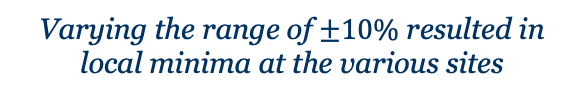 Varying the range of ±10% resulted in
local minima at the various sites